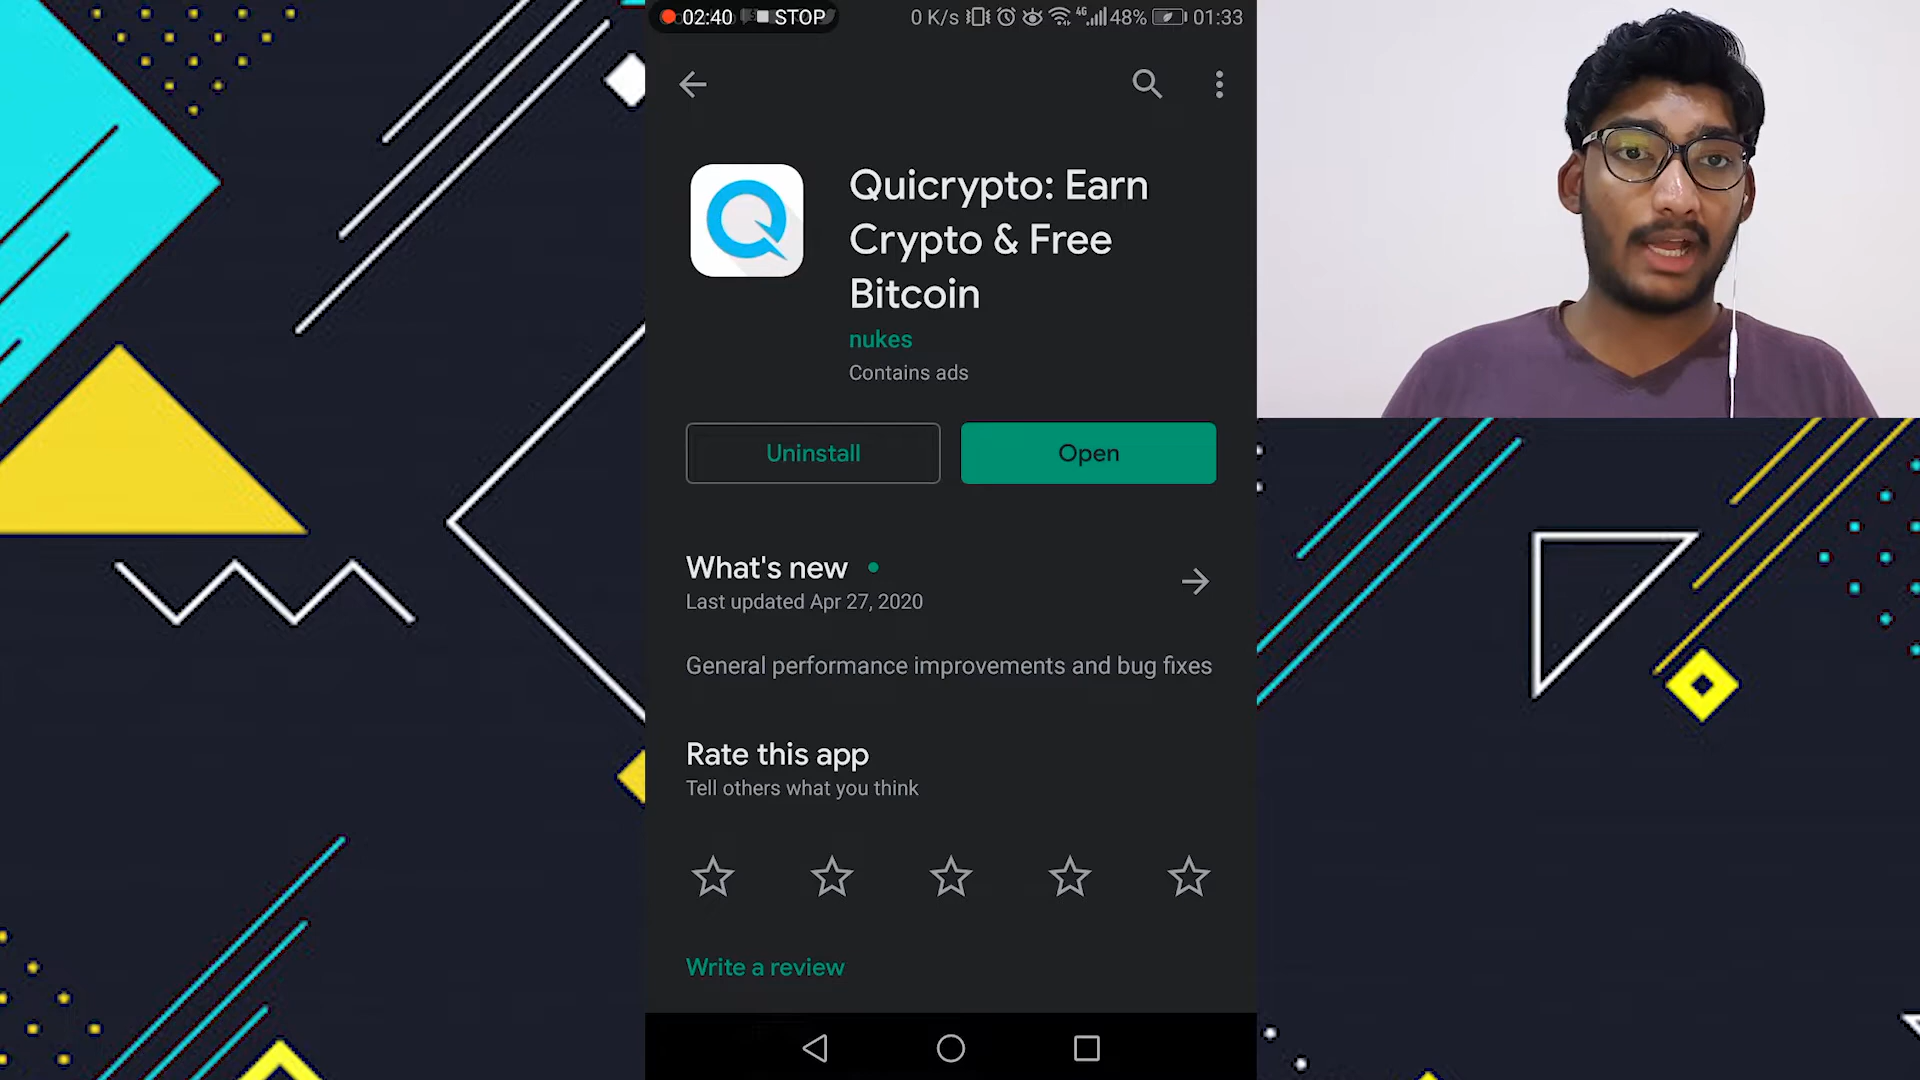 02:40 STOP 0 K/s 4G 48% 01:33
Quicrypto: Earn
Crypto & Free
Bitcoin
nukes
Contains ads
Uninstall
Open
What's new
Last updated Apr 27, 2020
General performance improvements and bug fixes
Rate this app
Tell others what you think
Write a review